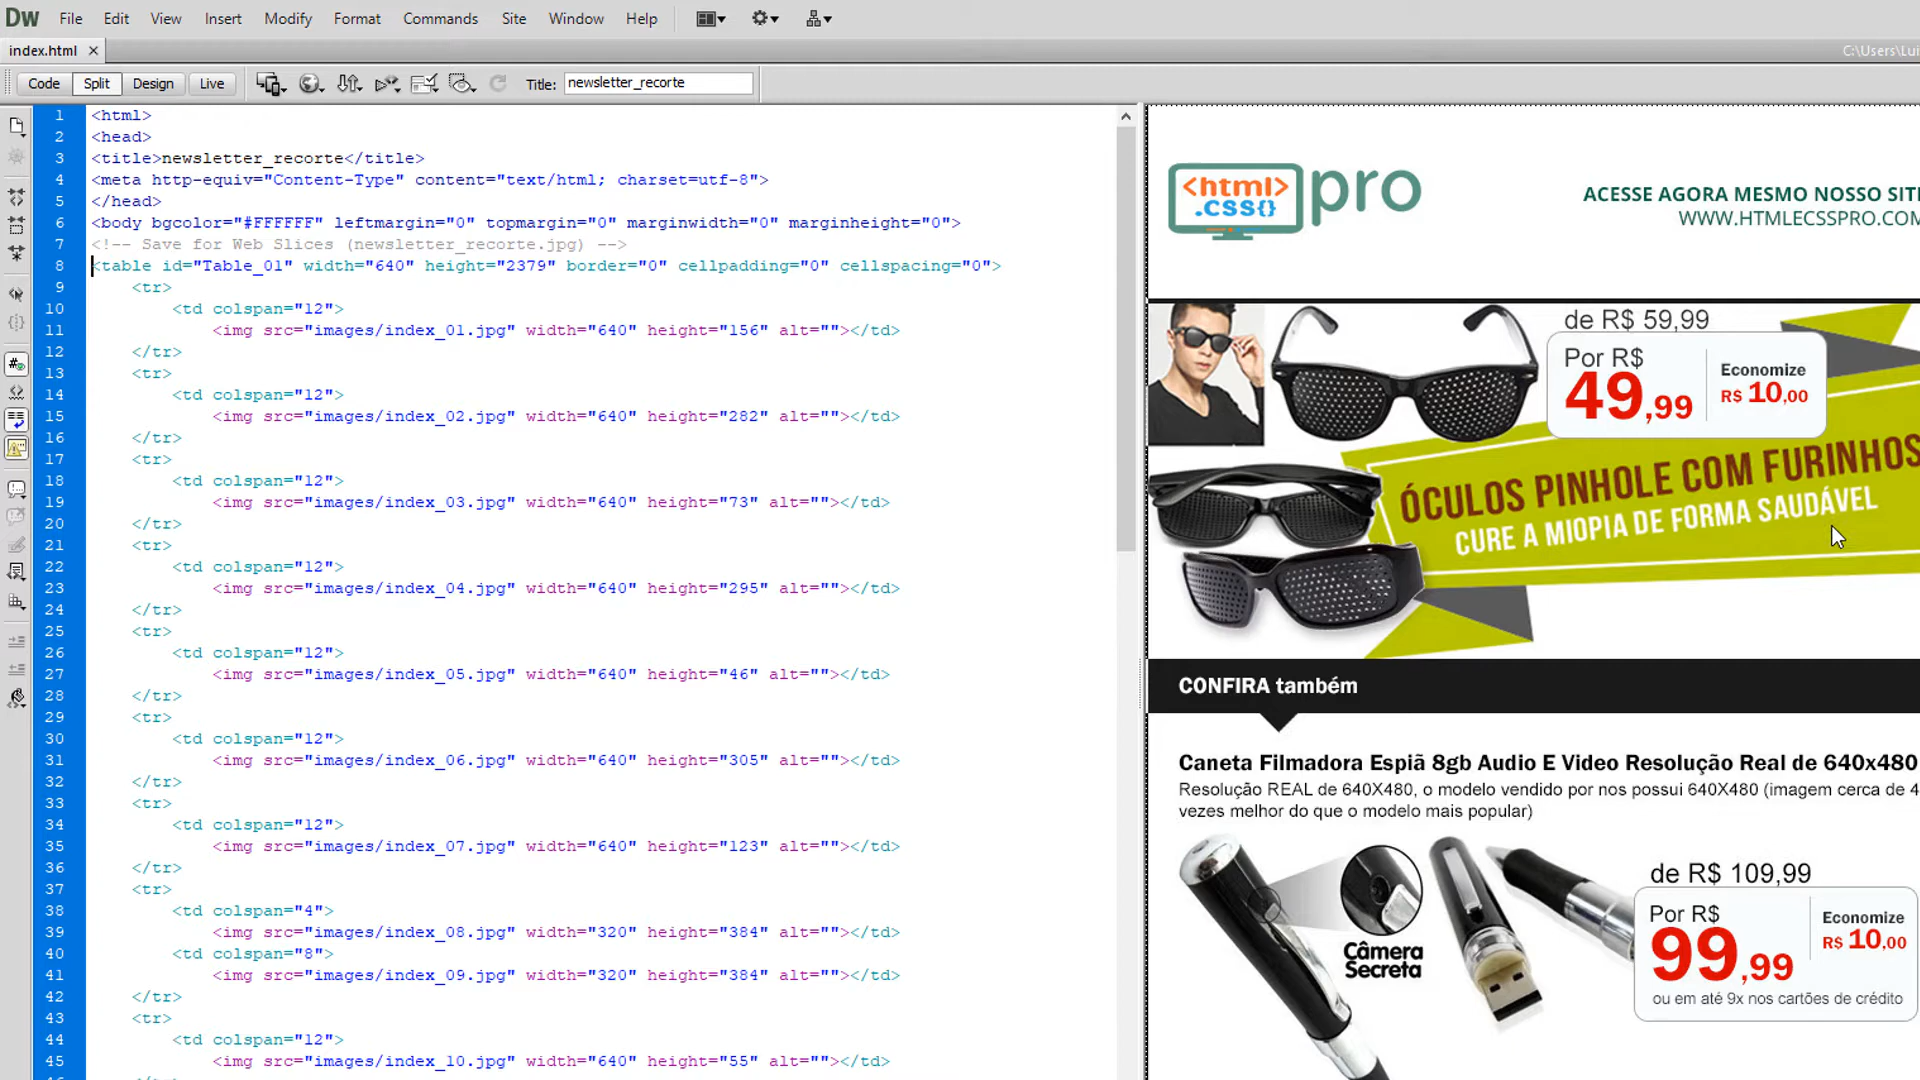 Dw File Edit View Insert Modify Format Commands Site Window Help
index.html
C:\Users\Lui
Code Split Design Live Title: newsletter_recorte
1 <html>
2 <head>
3 <title>newsletter_recorte</title>
4 <meta http-equiv="Content-Type" content="text/html; charset=utf-8">
5 </head>
6 <body bgcolor="#FFFFFF" leftmargin="0" topmargin="0" marginwidth="0" marginheight="0">
7 <!-- Save for Web Slices (newsletter_recorte.jpg) -->
8 <table id="Table_01" width="640" height="2379" border="0" cellpadding="0" cellspacing="0">
9 <tr>
10 <td colspan="12">
11 <img src="images/index_01.jpg" width="640" height="156" alt=""></td>
12 </tr>
13 <tr>
14 <td colspan="12">
15 <img src="images/index_02.jpg" width="640" height="282" alt=""></td>
16 </tr>
17 <tr>
18 <td colspan="12">
19 <img src="images/index_03.jpg" width="640" height="73" alt=""></td>
20 </tr>
21 <tr>
22 <td colspan="12">
23 <img src="images/index_04.jpg" width="640" height="295" alt=""></td>
24 </tr>
25 <tr>
26 <td colspan="12">
27 <img src="images/index_05.jpg" width="640" height="46" alt=""></td>
28 </tr>
29 <tr>
30 <td colspan="12">
31 <img src="images/index_06.jpg" width="640" height="305" alt=""></td>
32 </tr>
33 <tr>
34 <td colspan="12">
35 <img src="images/index_07.jpg" width="640" height="123" alt=""></td>
36 </tr>
37 <tr>
38 <td colspan="4">
39 <img src="images/index_08.jpg" width="320" height="384" alt=""></td>
40 <td colspan="8">
41 <img src="images/index_09.jpg" width="320" height="384" alt=""></td>
42 </tr>
43 <tr>
44 <td colspan="12">
45 <img src="images/index_10.jpg" width="640" height="55" alt=""></td>
<html>
.CSS{}
pro
ACESSE AGORA MESMO NOSSO SITE
WWW.HTMLECSSPRO.COM
de R$ 59,99
Por R$
49,99
Economize
R$ 10,00
ÓCULOS PINHOLE COM FURINHOS
CURE A MIOPIA DE FORMA SAUDÁVEL
CONFIRA também
Caneta Filmadora Espiã 8gb Audio E Video Resolução Real de 640x480
Resolução REAL de 640X480, o modelo vendido por nos possui 640X480 (imagem cerca de 4
vezes melhor do que o modelo mais popular)
Câmera
Secreta
de R$ 109,99
Por R$
99,99
Economize
R$ 10,00
ou em até 9x nos cartões de crédito